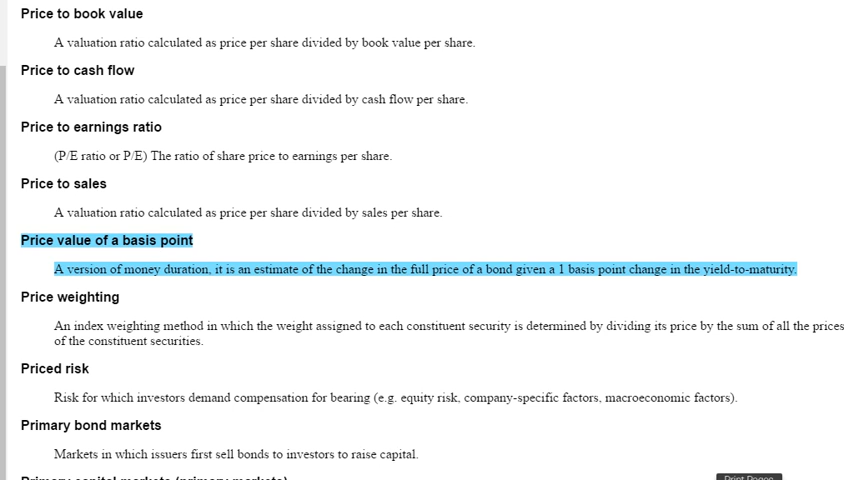 Price to book value
A valuation ratio calculated as price per share divided by book value per share.
Price to cash flow
A valuation ratio calculated as price per share divided by cash flow per share.
Price to earnings ratio
(P/E ratio or P/E) The ratio of share price to earnings per share.
Price to sales
A valuation ratio calculated as price per share divided by sales per share.
Price value of a basis point
A version of money duration, it is an estimate of the change in the full price of a bond given a 1 basis point change in the yield-to-maturity.
Price weighting
An index weighting method in which the weight assigned to each constituent security is determined by dividing its price by the sum of all the prices
of the constituent securities.
Priced risk
Risk for which investors demand compensation for bearing (e.g. equity risk, company-specific factors, macroeconomic factors).
Primary bond markets
Markets in which issuers first sell bonds to investors to raise capital.
Primary capital markets (primary markets)
Print Pages